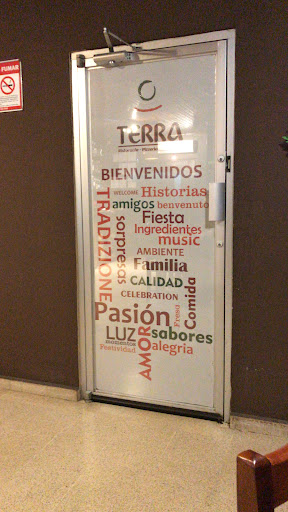 FUMAR
TERRA
BIENVENIDOS
WELCOME Historias
amigos benvenuto
TRADIZIONE
sorpresas
Fiesta
Ingredientes
music
AMBIENTE
Familia
CALIDAD
CELEBRATION
Comida
Pasión
LUZ
sabores
Festividad
AMOR
alegria